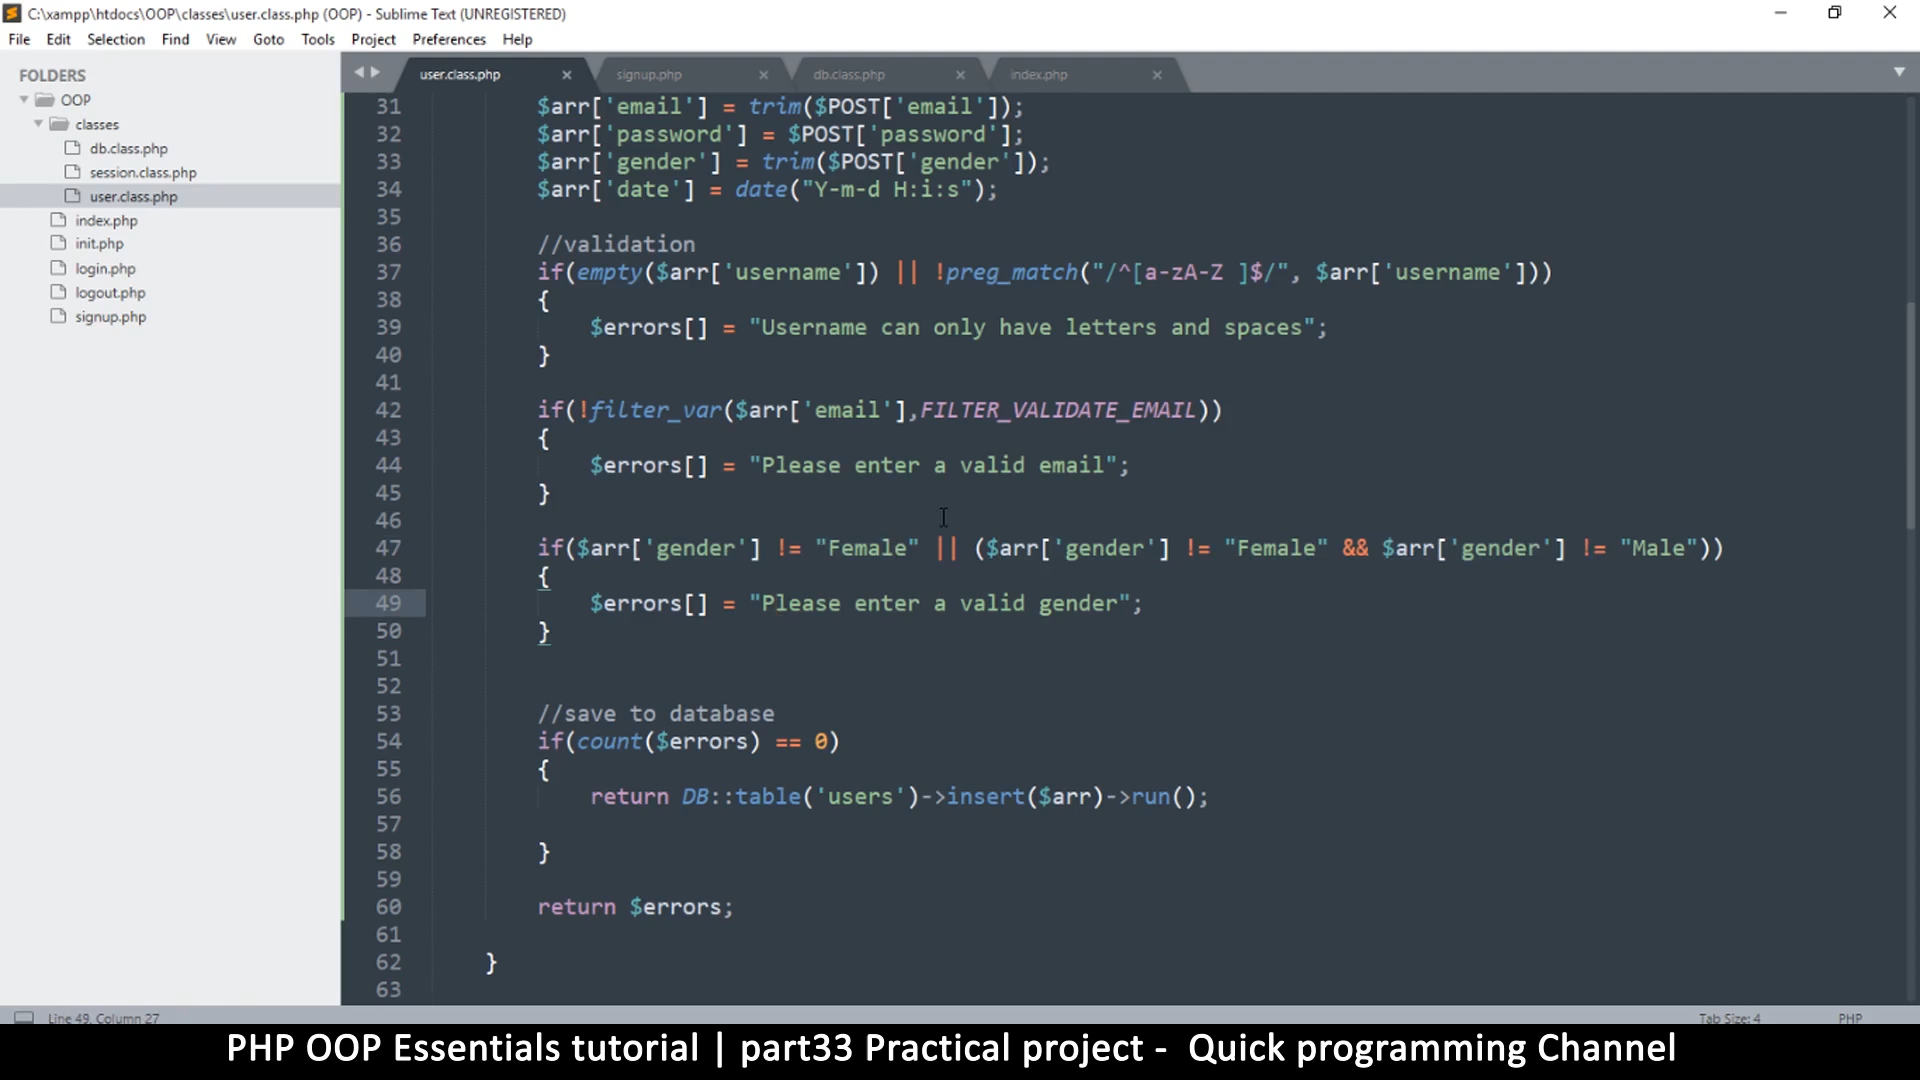 C:\xampp\htdocs\OOP\classes\user.class.php (OOP) - Sublime Text (UNREGISTERED)
File Edit Selection Find View Goto Tools Project Preferences Help
FOLDERS
OOP
classes
db.class.php
session.class.php
user.class.php
index.php
init.php
login.php
logout.php
signup.php
user.class.php signup.php db.class.php index.php
31 $arr['email'] = trim($POST['email']);
32 $arr['password'] = $POST['password'];
33 $arr['gender'] = trim($POST['gender']);
34 $arr['date'] = date("Y-m-d H:i:s");
35
36 //validation
37 if(empty($arr['username']) || !preg_match("/^[a-zA-Z ]$/", $arr['username']))
38 {
39 $errors[] = "Username can only have letters and spaces";
40 }
41
42 if(!filter_var($arr['email'],FILTER_VALIDATE_EMAIL))
43 {
44 $errors[] = "Please enter a valid email";
45 }
46
47 if($arr['gender'] != "Female" || ($arr['gender'] != "Female" && $arr['gender'] != "Male"))
48 {
49 $errors[] = "Please enter a valid gender";
50 }
51
52
53 //save to database
54 if(count($errors) == 0)
55 {
56 return DB::table('users')->insert($arr)->run();
57
58 }
59
60 return $errors;
61
62 }
63
Line 49, Column 27 Tab Size: 4 PHP
PHP OOP Essentials tutorial | part33 Practical project - Quick programming Channel